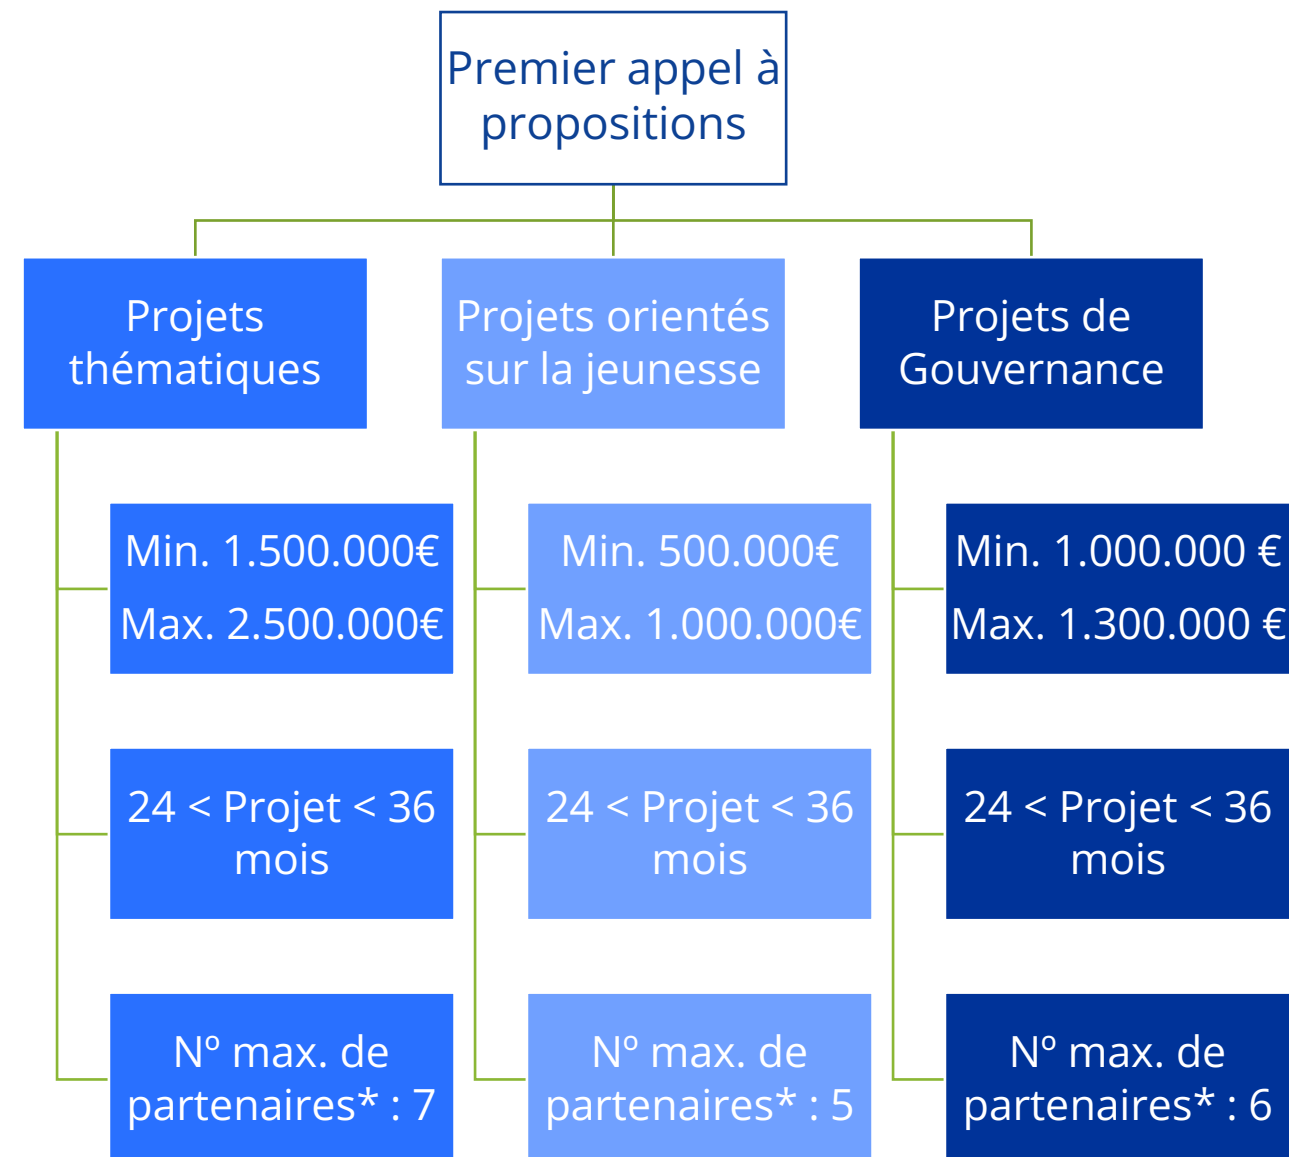 Premier appel à
propositions
Projets
thématiques
Min. 1.500.000€
Max. 2.500.000€
24 < Projet < 36
mois
Nº max. de
partenaires* : 7
Projets orientés
sur la jeunesse
Min. 500.000€
Max. 1.000.000€
24 < Projet < 36
mois
Nº max. de
partenaires* : 5
Projets de
Gouvernance
Min. 1.000.000 €
Max. 1.300.000 €
24 < Projet < 36
mois
Nº max. de
partenaires* : 6